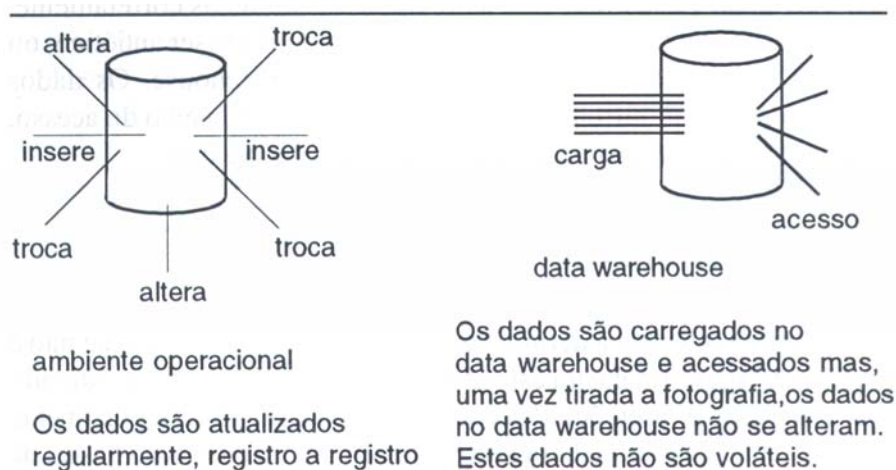 altera
troca
insere
insere
troca
troca
altera
ambiente operacional
Os dados são atualizados
regularmente, registro a registro
carga
acesso
data warehouse
Os dados são carregados no
data warehouse e acessados mas,
uma vez tirada a fotografia,os dados
no data warehouse não se alteram.
Estes dados não são voláteis.